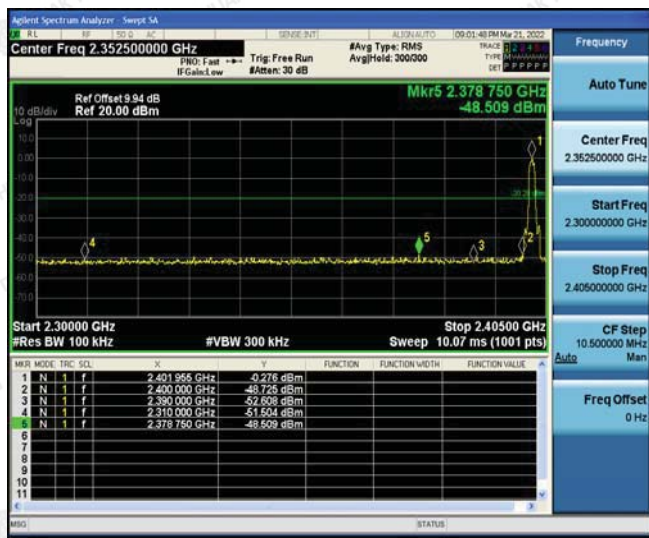 Agilent Spectrum Analyzer - Swept SA
RL RF 50 Ω AC SENSE:INT ALIGNAUTO 09:01:48 PM Mar 21, 2022
Center Freq 2.352500000 GHz
PNO: Fast
IFGain:Low
Trig: Free Run
#Atten: 30 dB
#Avg Type: RMS
Avg|Hold: 300/300
TRACE 1 2 3 4 5 6
TYPE
DET P P P P P P
Ref Offset 9.94 dB
10 dB/div Ref 20.00 dBm
Log
Mkr5 2.378 750 GHz
-48.509 dBm
10.0
0.00
-10.0
-20.0
-30.0
-40.0
-50.0
-60.0
-70.0
1
2
3
4
5
Start 2.30000 GHz Stop 2.40500 GHz
#Res BW 100 kHz #VBW 300 kHz Sweep 10.07 ms (1001 pts)
MKR MODE TRC SCL X Y FUNCTION FUNCTION WIDTH FUNCTION VALUE
1 N 1 f 2.401 955 GHz -0.276 dBm
2 N 1 f 2.400 000 GHz -48.725 dBm
3 N 1 f 2.390 000 GHz -52.608 dBm
4 N 1 f 2.310 000 GHz -51.504 dBm
5 N 1 f 2.378 750 GHz -48.509 dBm
6
7
8
9
10
11
MSG STATUS
Frequency
Auto Tune
Center Freq
2.352500000 GHz
Start Freq
2.300000000 GHz
Stop Freq
2.405000000 GHz
CF Step
10.500000 MHz
Auto Man
Freq Offset
0 Hz